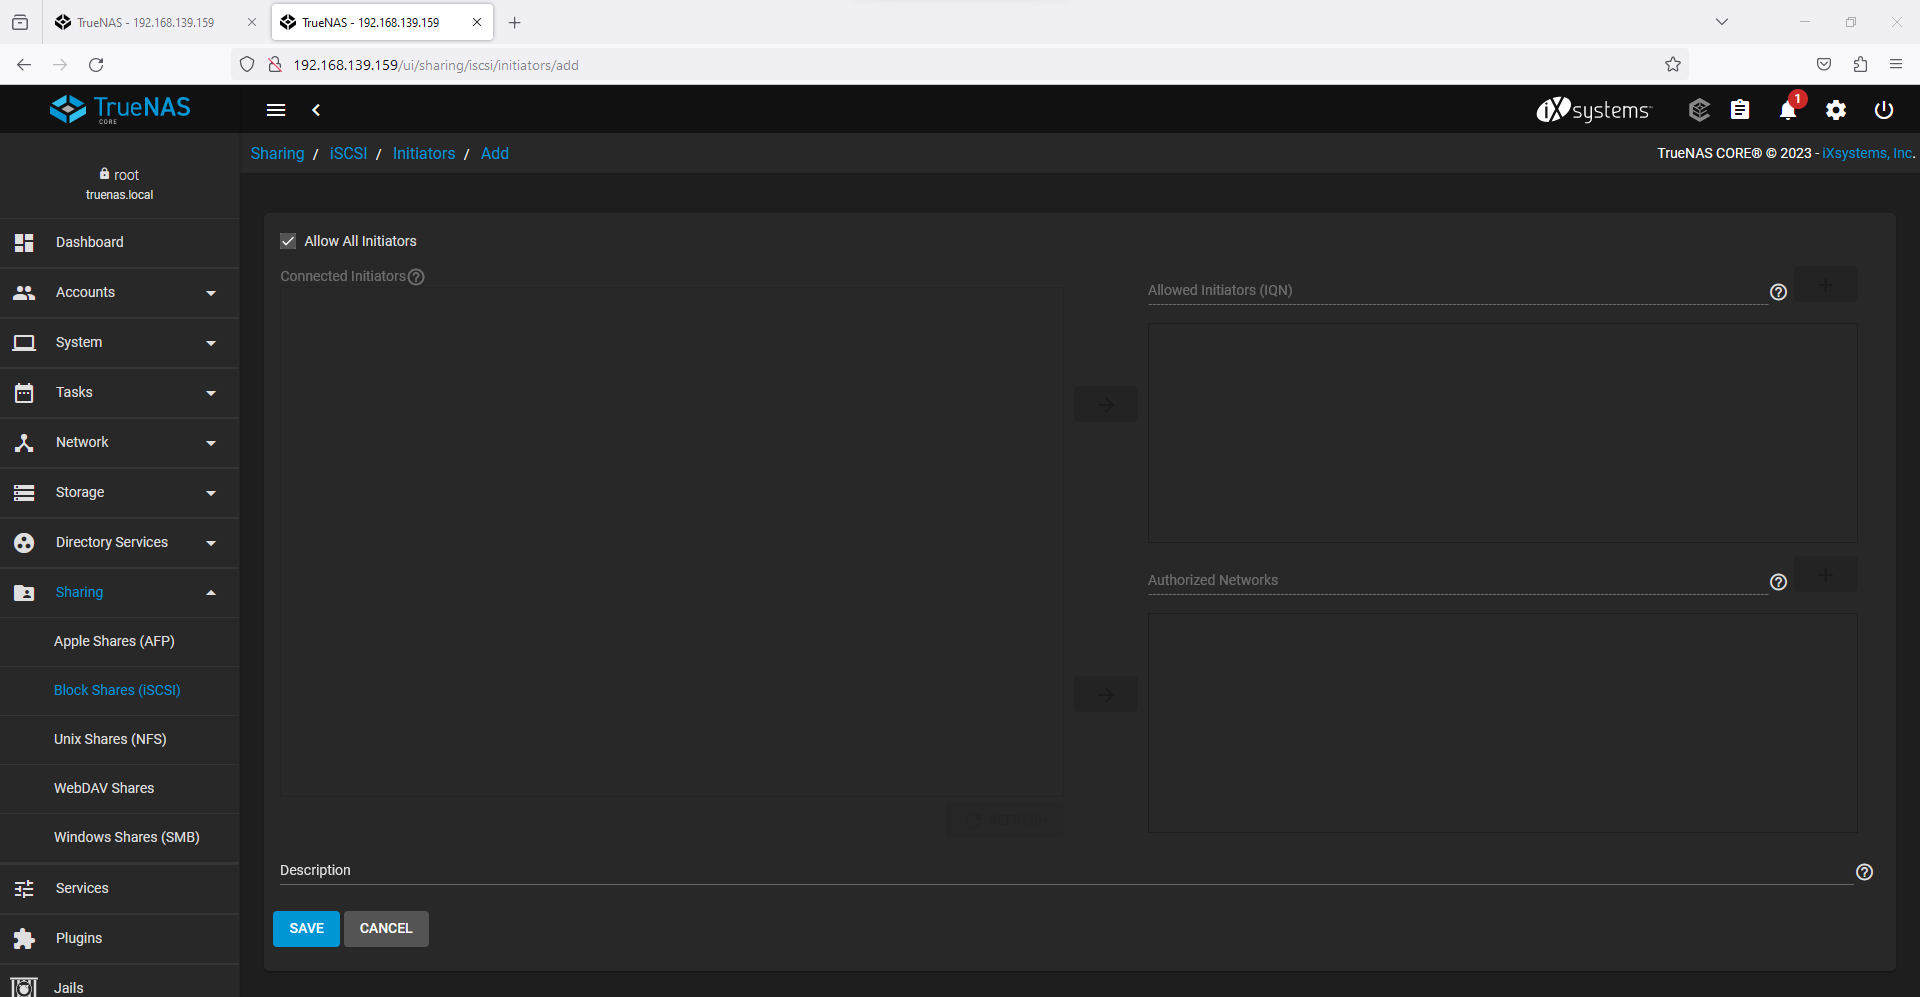 TrueNAS - 192.168.139.159
TrueNAS - 192.168.139.159
192.168.139.159/ui/sharing/iscsi/initiators/add
TrueNAS
CORE
iXsystems
1
Sharing / iSCSI / Initiators / Add
TrueNAS CORE® © 2023 - iXsystems, Inc.
root
truenas.local
Dashboard
Accounts
System
Tasks
Network
Storage
Directory Services
Sharing
Apple Shares (AFP)
Block Shares (iSCSI)
Unix Shares (NFS)
WebDAV Shares
Windows Shares (SMB)
Services
Plugins
Jails
Allow All Initiators
Connected Initiators
Allowed Initiators (IQN)
Authorized Networks
REFRESH
Description
SAVE
CANCEL